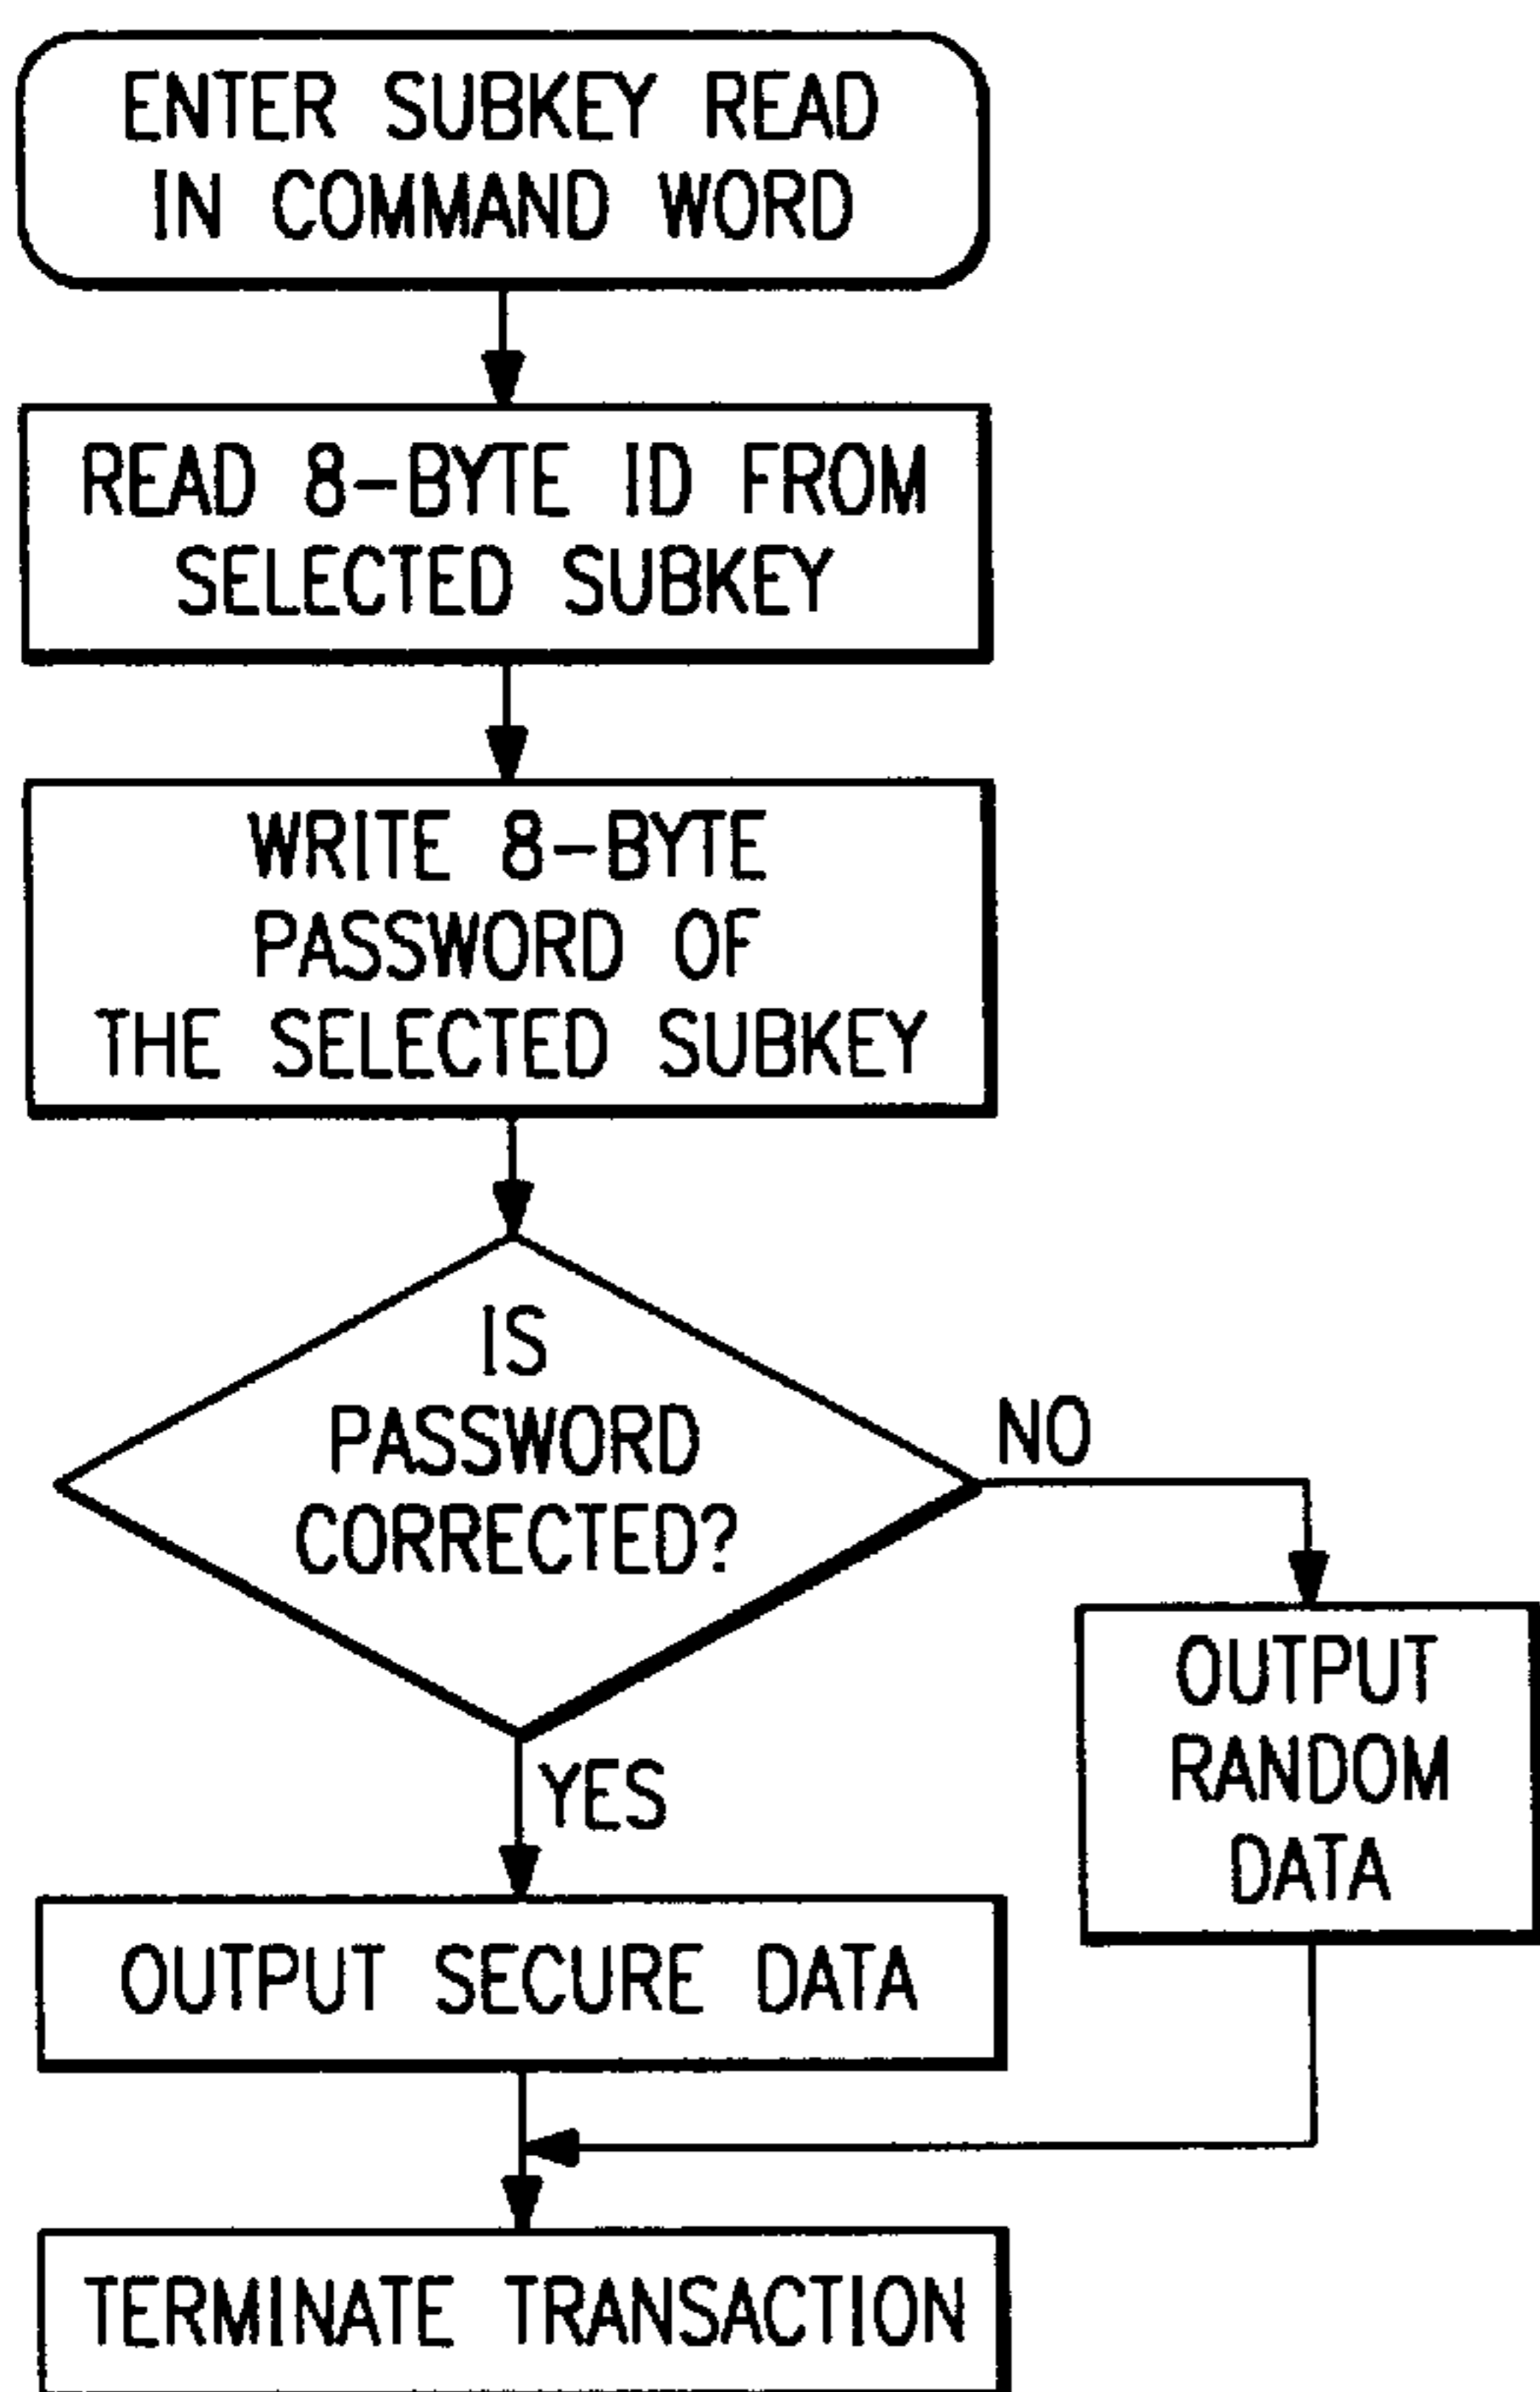 ENTER SUBKEY READ
IN COMMAND WORD
READ 8-BYTE ID FROM
SELECTED SUBKEY
WRITE 8-BYTE
PASSWORD OF
THE SELECTED SUBKEY
IS
PASSWORD
CORRECTED?
NO
OUTPUT
RANDOM
DATA
YES
OUTPUT SECURE DATA
TERMINATE TRANSACTION